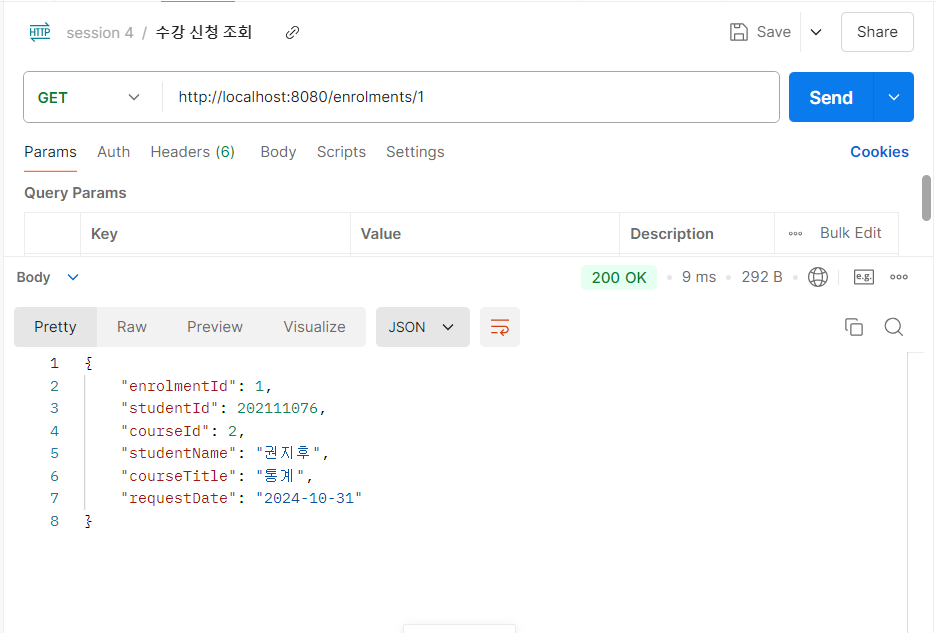 HTTP session 4 / 수강 신청 조회 Save Share
GET http://localhost:8080/enrolments/1 Send
Params Auth Headers (6) Body Scripts Settings Cookies
Query Params
Key Value Description Bulk Edit
Body 200 OK 9 ms 292 B e.g.
Pretty Raw Preview Visualize JSON
1 {
2 "enrolmentId": 1,
3 "studentId": 202111076,
4 "courseId": 2,
5 "studentName": "권지후",
6 "courseTitle": "통계",
7 "requestDate": "2024-10-31"
8 }